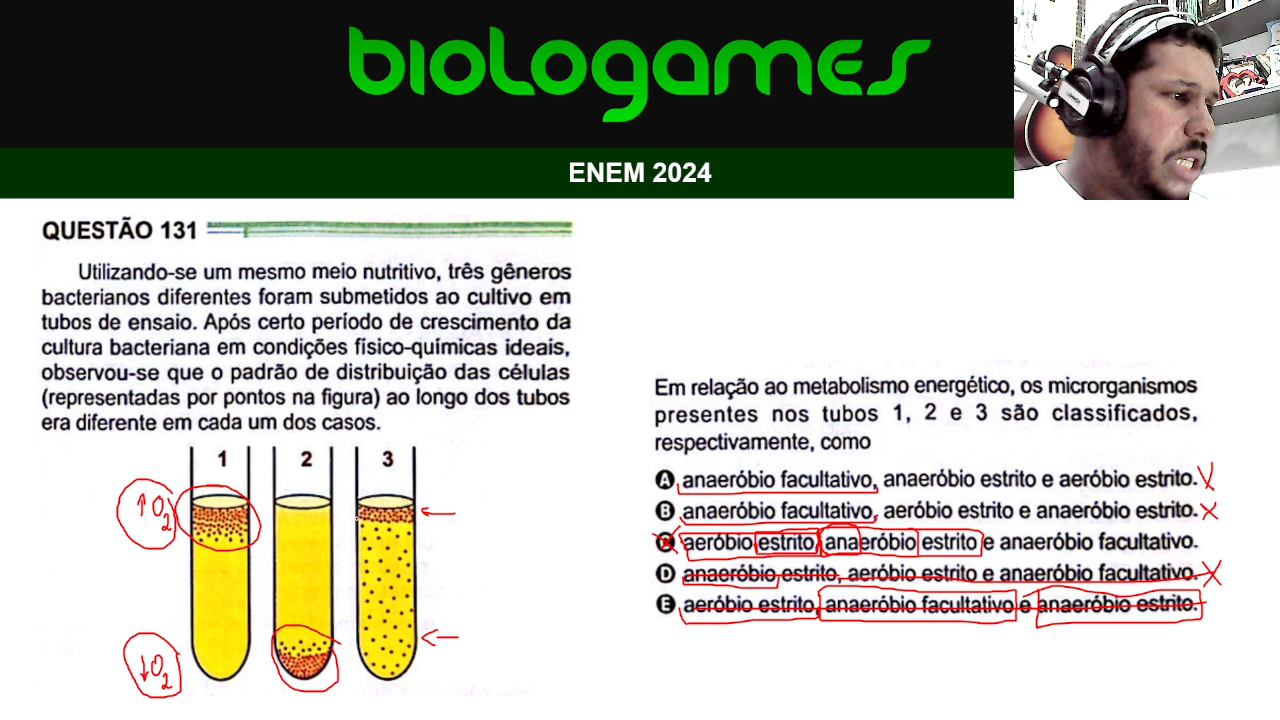 biologames
ENEM 2024
QUESTÃO 131
Utilizando-se um mesmo meio nutritivo, três gêneros
bacterianos diferentes foram submetidos ao cultivo em
tubos de ensaio. Após certo período de crescimento da
cultura bacteriana em condições físico-químicas ideais,
observou-se que o padrão de distribuição das células
(representadas por pontos na figura) ao longo dos tubos
era diferente em cada um dos casos.
1 2 3
↑O2
↓O2
Em relação ao metabolismo energético, os microrganismos
presentes nos tubos 1, 2 e 3 são classificados,
respectivamente, como
A anaeróbio facultativo, anaeróbio estrito e aeróbio estrito. X
B anaeróbio facultativo, aeróbio estrito e anaeróbio estrito. X
C aeróbio estrito, anaeróbio estrito e anaeróbio facultativo.
D anaeróbio estrito, aeróbio estrito e anaeróbio facultativo. X
E aeróbio estrito, anaeróbio facultativo e anaeróbio estrito.